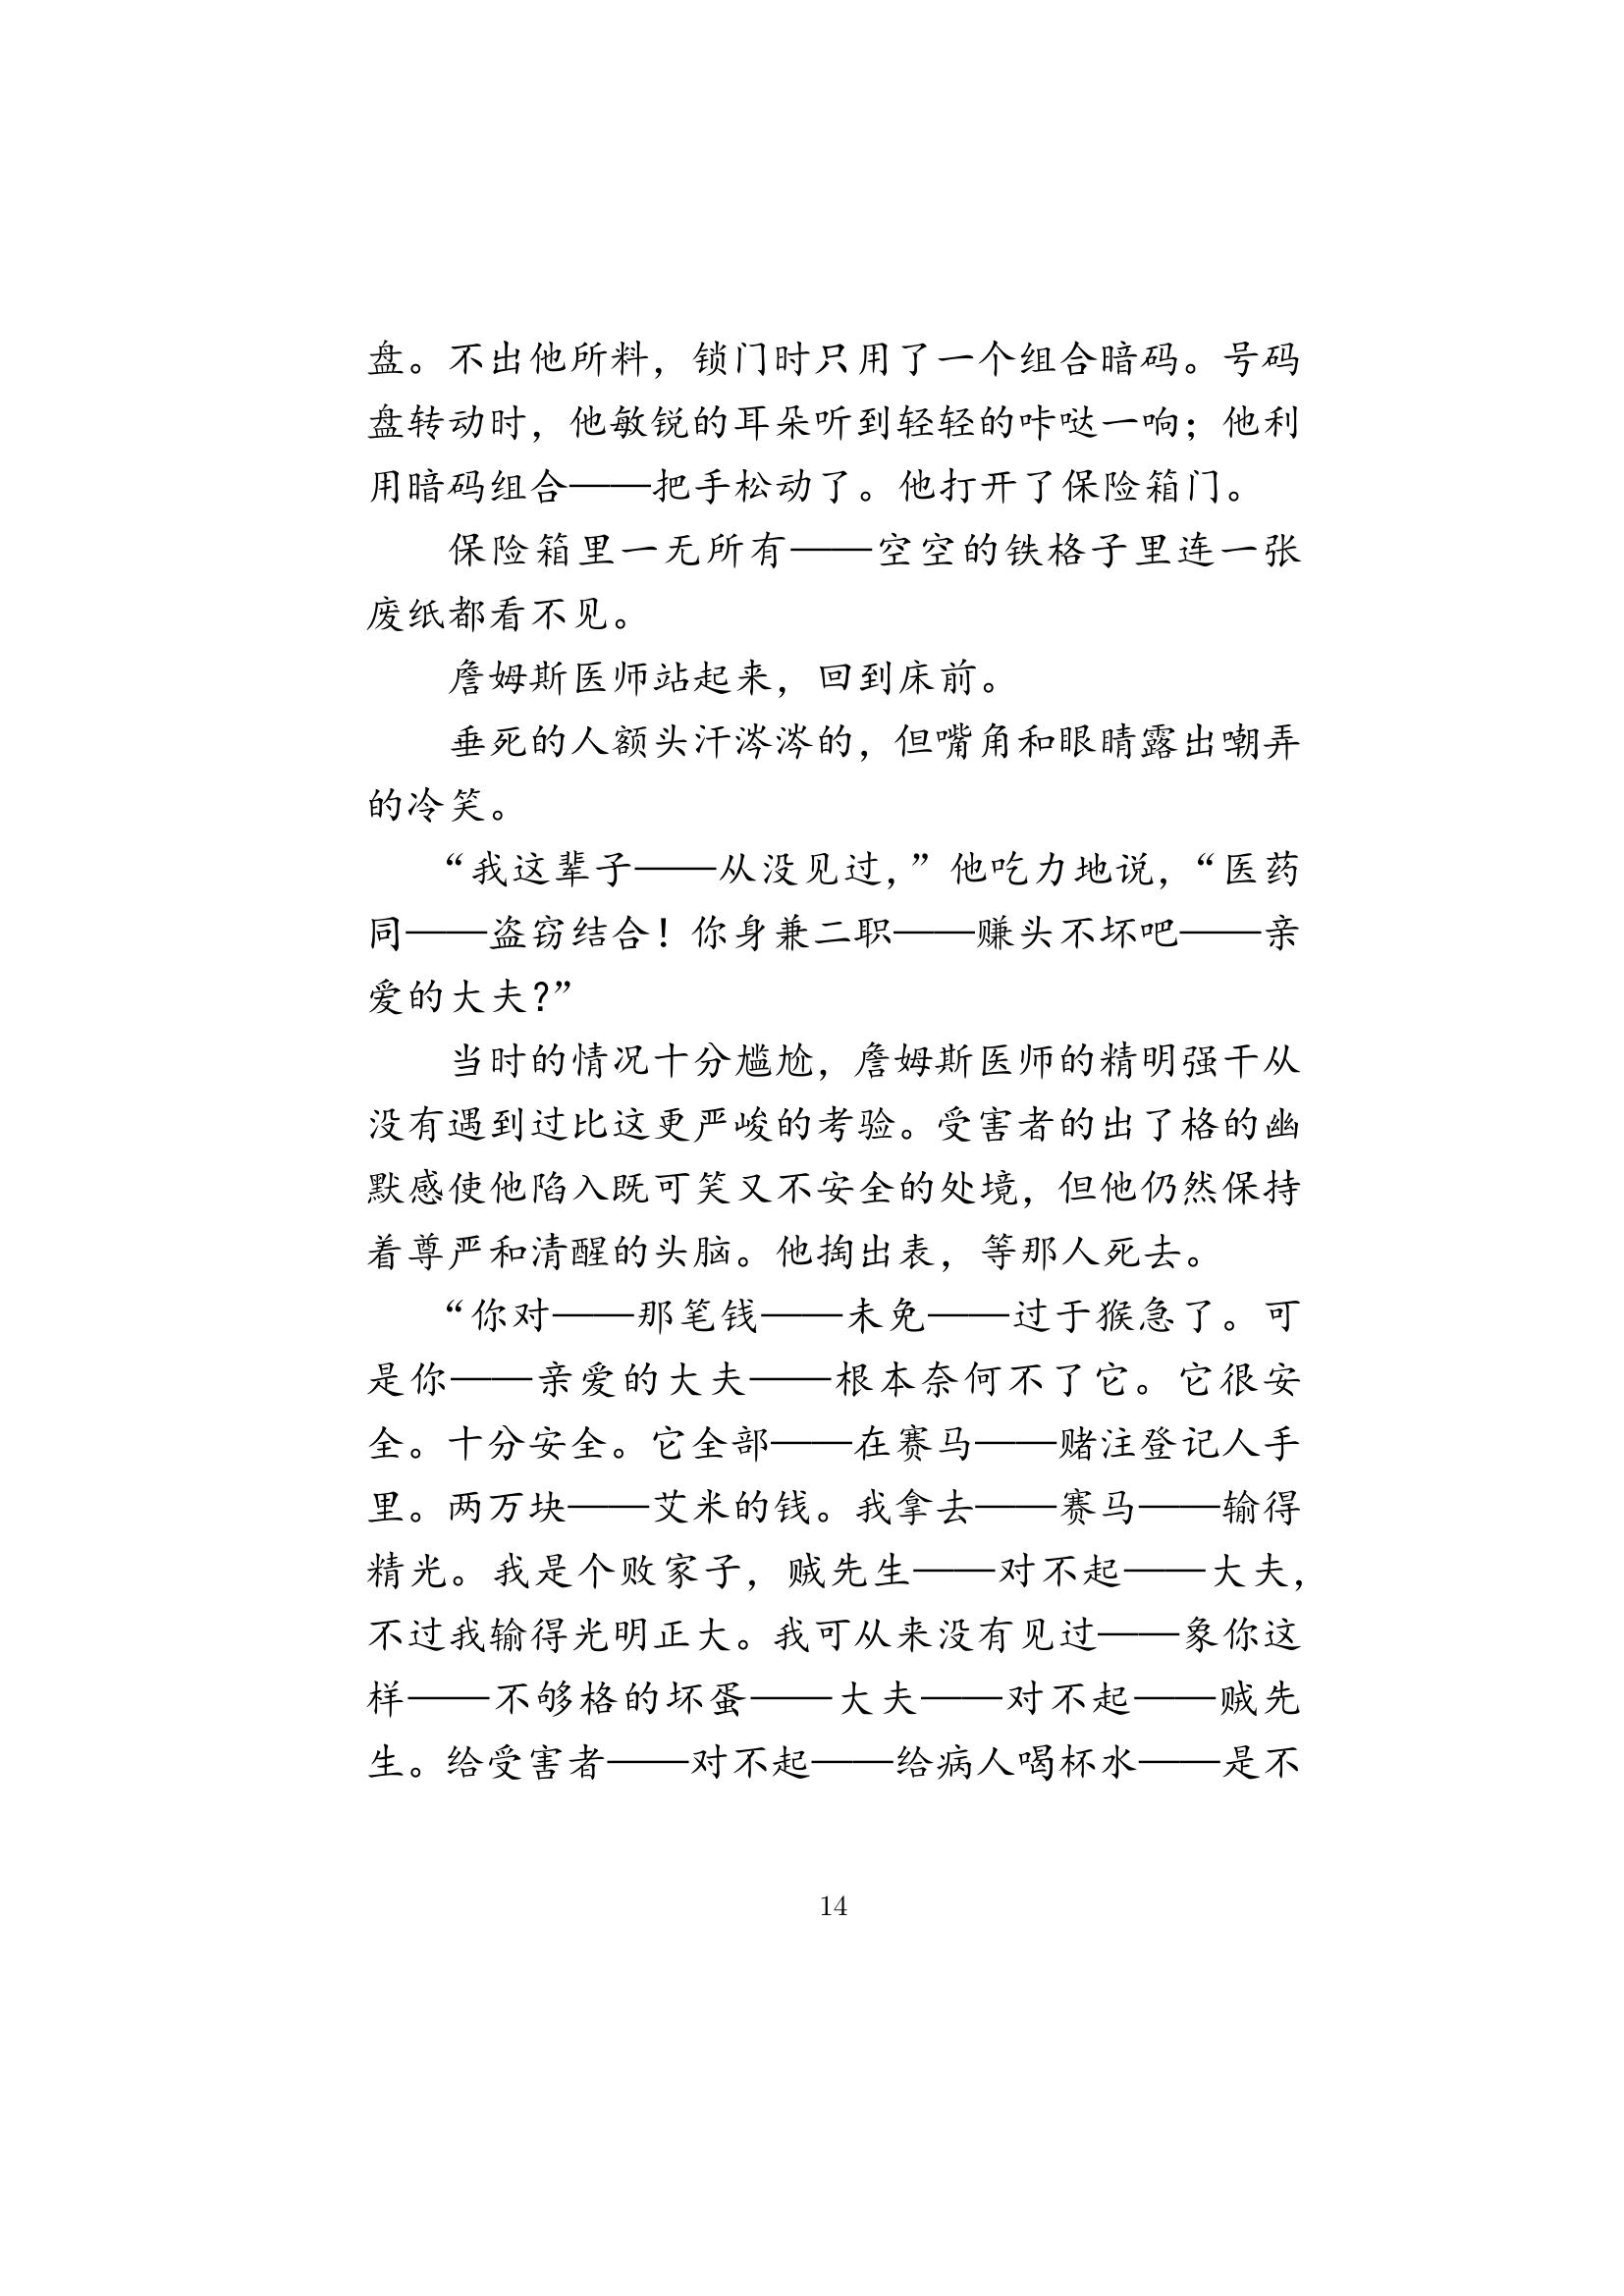 盘。不出他所料，锁门时只用了一个组合暗码。号码
盘转动时，他敏锐的耳朵听到轻轻的咔哒一响；他利
用暗码组合——把手松动了。他打开了保险箱门。
保险箱里一无所有——空空的铁格子里连一张
废纸都看不见。
詹姆斯医师站起来，回到床前。
垂死的人额头汗涔涔的，但嘴角和眼睛露出嘲弄
的冷笑。
“我这辈子——从没见过，”他吃力地说，“医药
同——盗窃结合！你身兼二职——赚头不坏吧——亲
爱的大夫？”
当时的情况十分尴尬，詹姆斯医师的精明强干从
没有遇到过比这更严峻的考验。受害者的出了格的幽
默感使他陷入既可笑又不安全的处境，但他仍然保持
着尊严和清醒的头脑。他掏出表，等那人死去。
“你对——那笔钱——未免——过于猴急了。可
是你——亲爱的大夫——根本奈何不了它。它很安
全。十分安全。它全部——在赛马——赌注登记人手
里。两万块——艾米的钱。我拿去——赛马——输得
精光。我是个败家子，贼先生——对不起——大夫，
不过我输得光明正大。我可从来没有见过——象你这
样——不够格的坏蛋——大夫——对不起——贼先
生。给受害者——对不起——给病人喝杯水——是不
14